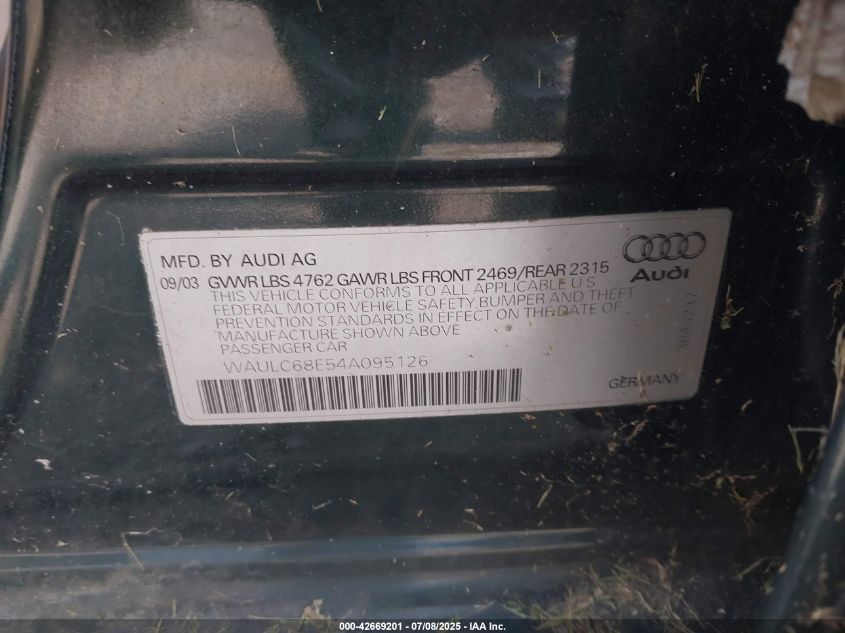 MFD. BY AUDI AG
09/03 GVWR LBS 4762 GAWR LBS FRONT 2469/REAR 2315
THIS VEHICLE CONFORMS TO ALL APPLICABLE U S
FEDERAL MOTOR VEHICLE SAFETY, BUMPER AND THEFT
PREVENTION STANDARDS IN EFFECT ON THE DATE OF
MANUFACTURE SHOWN ABOVE
PASSENGER CAR
WAULC68E54A095126
Audi
GERMANY
000-42669201 - 07/08/2025 - IAA Inc.